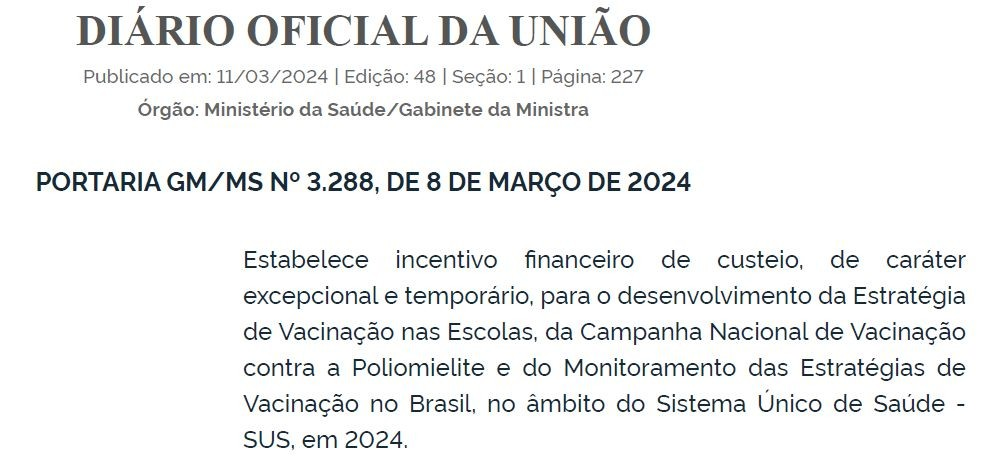 DIÁRIO OFICIAL DA UNIÃO
Publicado em: 11/03/2024 | Edição: 48 | Seção: 1 | Página: 227
Órgão: Ministério da Saúde/Gabinete da Ministra
PORTARIA GM/MS Nº 3.288, DE 8 DE MARÇO DE 2024
Estabelece incentivo financeiro de custeio, de caráter
excepcional e temporário, para o desenvolvimento da Estratégia
de Vacinação nas Escolas, da Campanha Nacional de Vacinação
contra a Poliomielite e do Monitoramento das Estratégias de
Vacinação no Brasil, no âmbito do Sistema Único de Saúde -
SUS, em 2024.